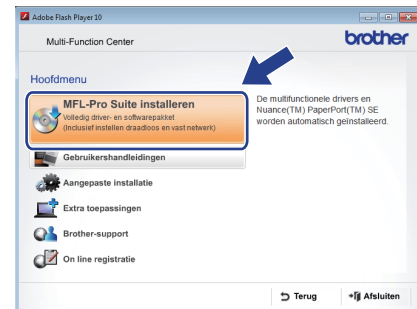 Adobe Flash Player 10
Multi-Function Center
brother
Hoofdmenu
MFL-Pro Suite installeren
Volledig driver- en softwarepakket
(Inclusief instellen draadloos en vast netwerk)
De multifunctionele drivers en
Nuance(TM) PaperPort(TM) SE
worden automatisch geïnstalleerd.
Gebruikershandleidingen
Aangepaste installatie
Extra toepassingen
Brother-support
On line registratie
Terug
Afsluiten